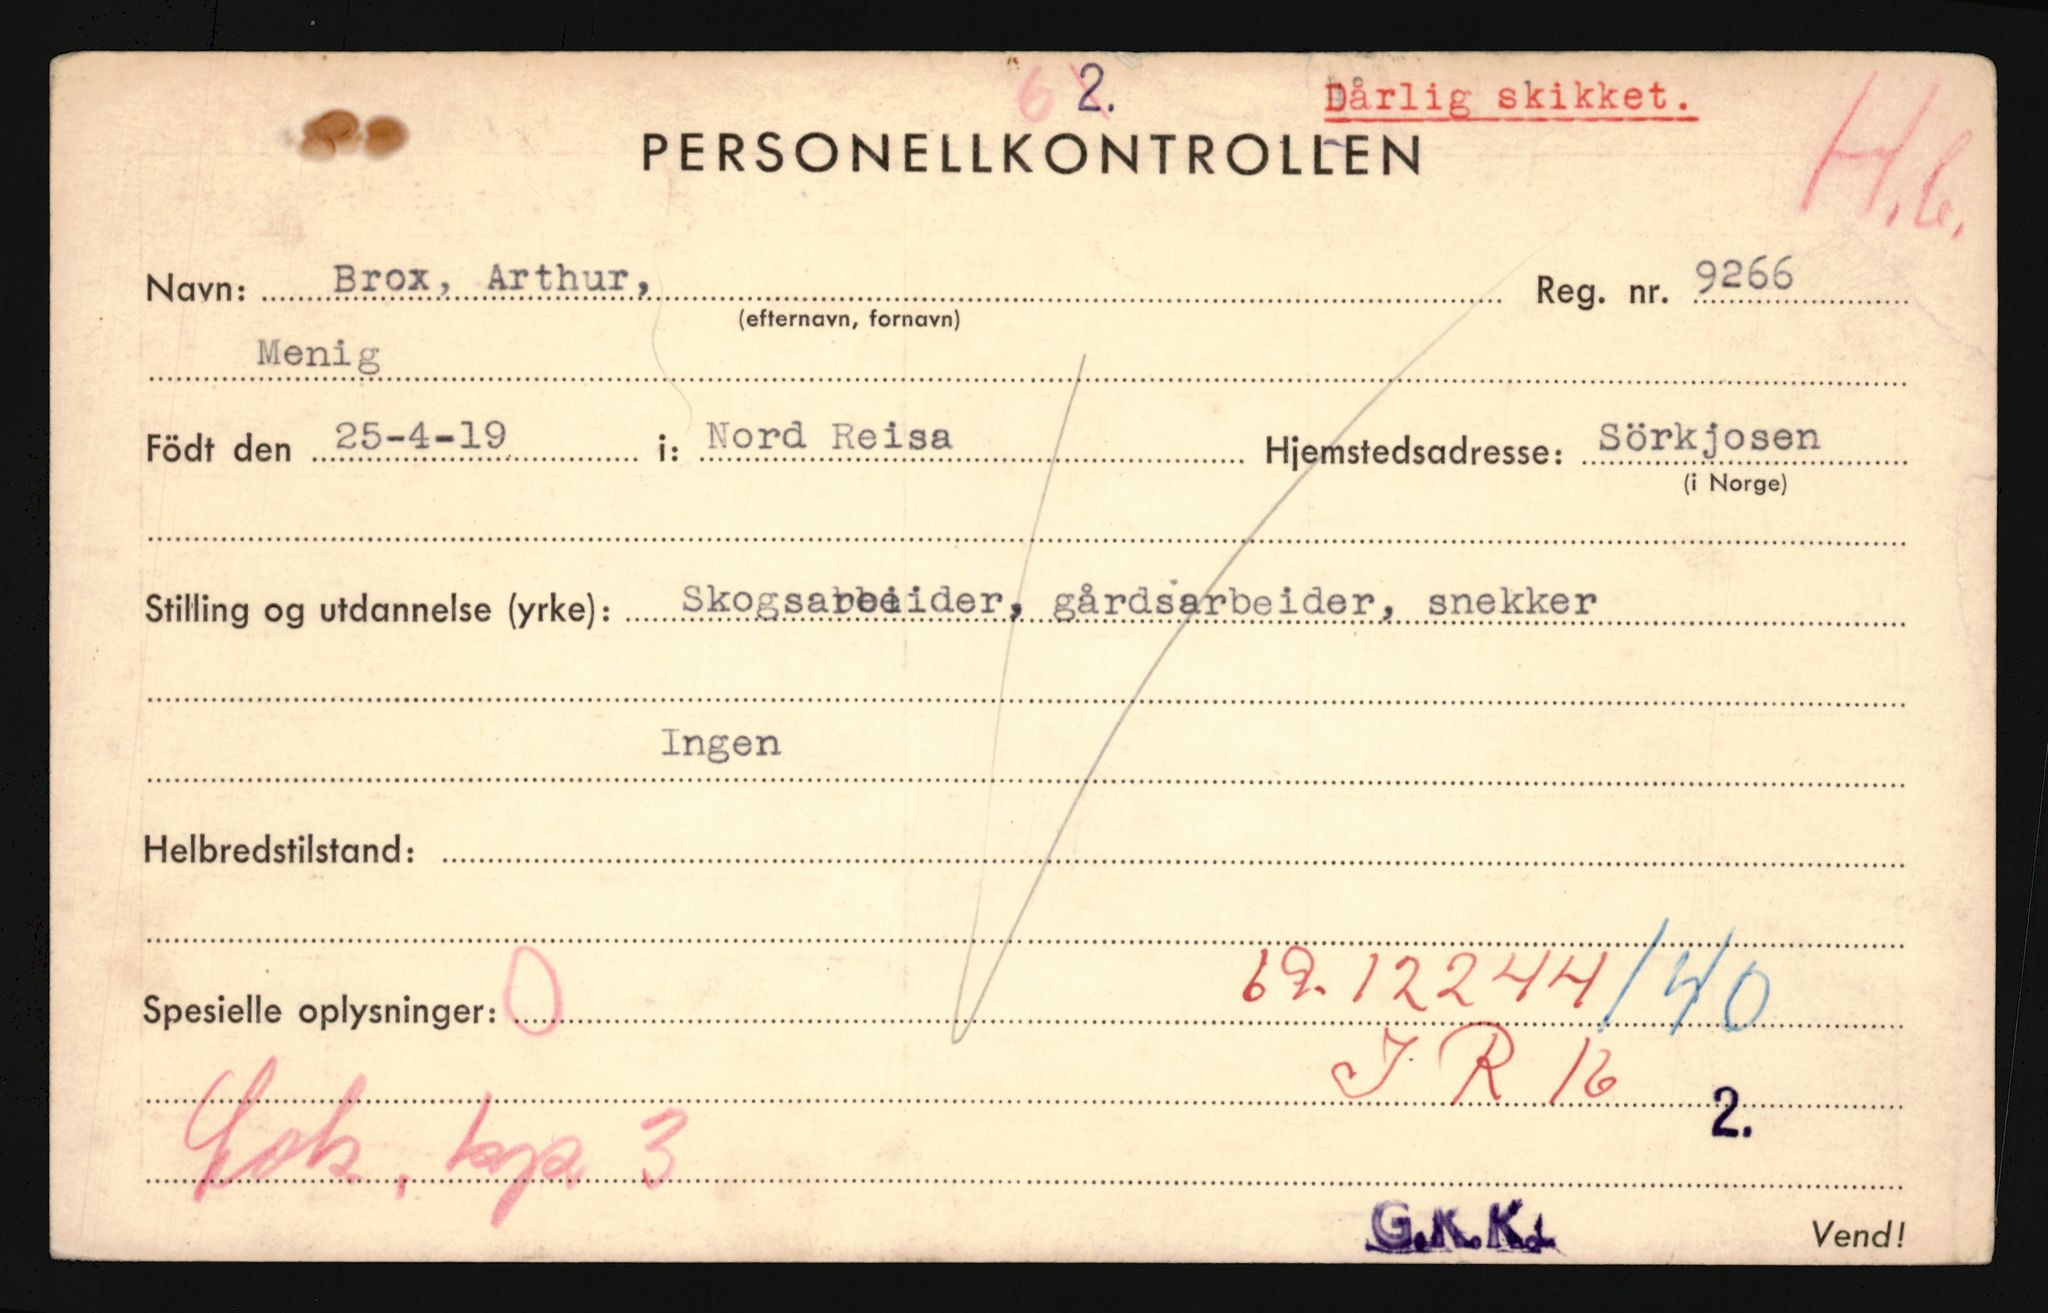 2.
Dårlig skikket.
PERSONELLKONTROLLEN
Navn: Brox, Arthur, Reg. nr. 9266
(efternavn, fornavn)
Menig
Födt den 25-4-19 i: Nord Reisa Hjemstedsadresse: Sörkjosen
(i Norge)
Stilling og utdannelse (yrke): Skogsarbeiider, gårdsarbeider, snekker
Ingen
Helbredstilstand:
Spesielle oplysninger: O 12244/40
I R 16
2.
3
G.K.K.
Vend!